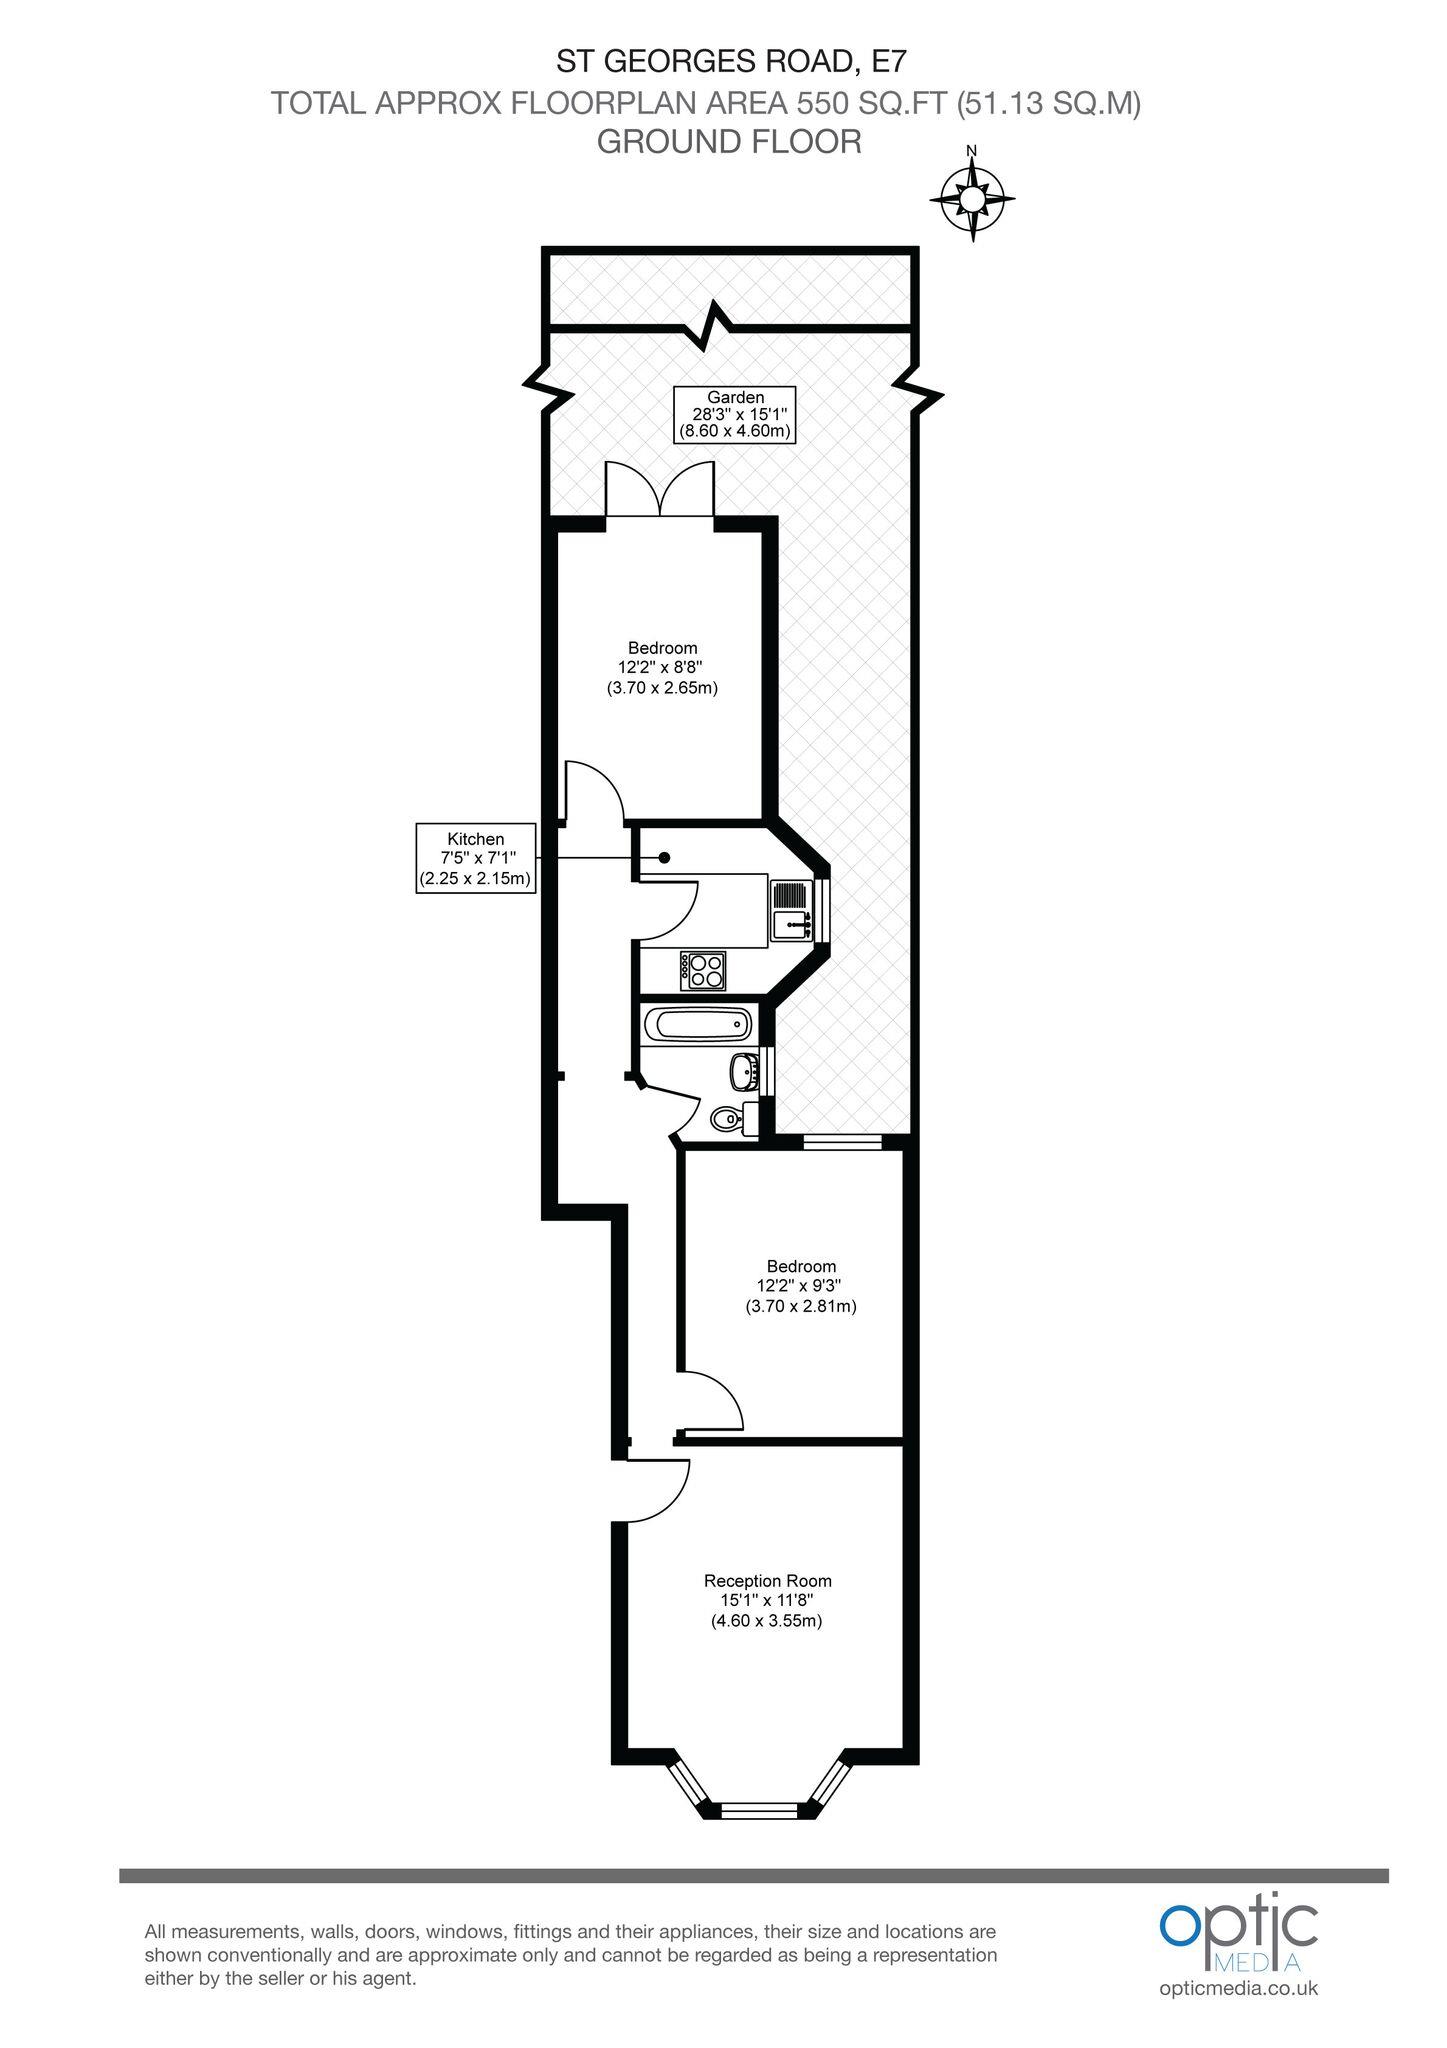 ST GEORGES ROAD, E7
TOTAL APPROX FLOORPLAN AREA 550 SQ.FT (51.13 SQ.M)
GROUND FLOOR
N
Garden
28'3" x 15'1"
(8.60 x 4.60m)
Bedroom
12'2" x 8'8"
(3.70 x 2.65m)
Kitchen
7'5" x 7'1"
(2.25 x 2.15m)
Bedroom
12'2" x 9'3"
(3.70 x 2.81m)
Reception Room
15'1" x 11'8"
(4.60 x 3.55m)
All measurements, walls, doors, windows, fittings and their appliances, their size and locations are
shown conventionally and are approximate only and cannot be regarded as being a representation
either by the seller or his agent.
optic
MEDIA
opticmedia.co.uk